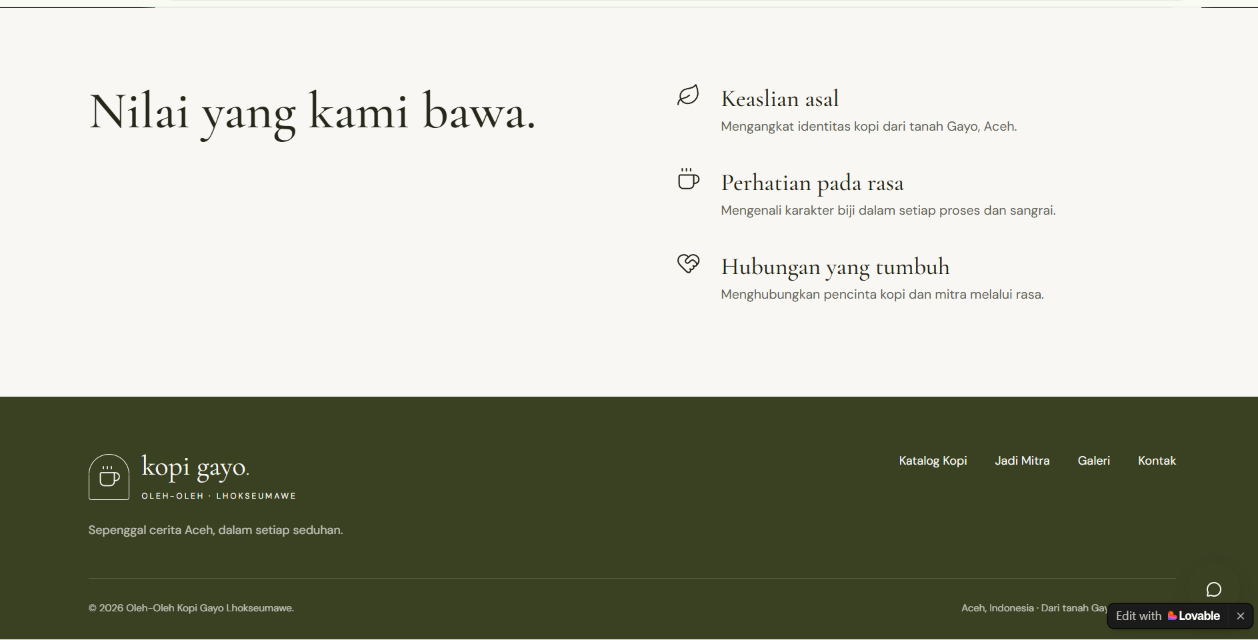 Nilai yang kami bawa.
Keaslian asal
Mengangkat identitas kopi dari tanah Gayo, Aceh.
Perhatian pada rasa
Mengenali karakter biji dalam setiap proses dan sangrai.
Hubungan yang tumbuh
Menghubungkan pencinta kopi dan mitra melalui rasa.
kopi gayo.
OLEH-OLEH · LHOKSEUMAWE
Sepenggal cerita Aceh, dalam setiap seduhan.
Katalog Kopi Jadi Mitra Galeri Kontak
© 2026 Oleh-Oleh Kopi Gayo Lhokseumawe.
Aceh, Indonesia · Dari tanah
Edit with Lovable ×